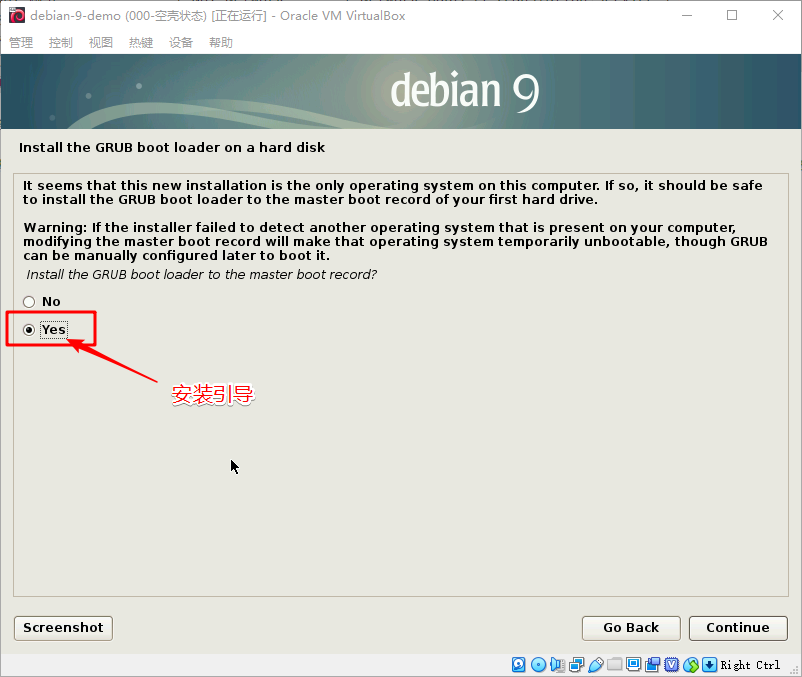 debian-9-demo (000-空壳状态) [正在运行] - Oracle VM VirtualBox
管理 控制 视图 热键 设备 帮助
debian 9
Install the GRUB boot loader on a hard disk
It seems that this new installation is the only operating system on this computer. If so, it should be safe
to install the GRUB boot loader to the master boot record of your first hard drive.
Warning: If the installer failed to detect another operating system that is present on your computer,
modifying the master boot record will make that operating system temporarily unbootable, though GRUB
can be manually configured later to boot it.
Install the GRUB boot loader to the master boot record?
No
Yes
安装引导
Screenshot
Go Back
Continue
Right Ctrl